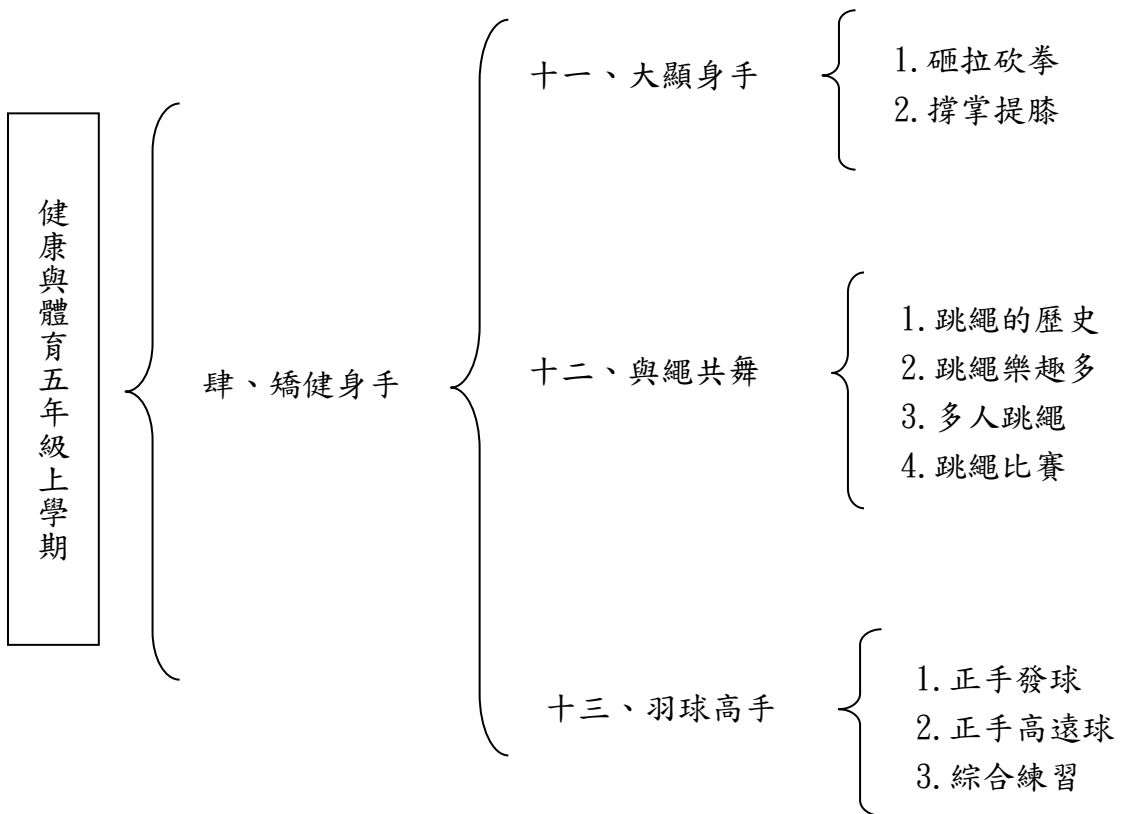 健康與體育五年級上學期
肆、矯健身手
十一、大顯身手
1.砸拉砍拳
2.撐掌提膝
十二、與繩共舞
1.跳繩的歷史
2.跳繩樂趣多
3.多人跳繩
4.跳繩比賽
十三、羽球高手
1.正手發球
2.正手高遠球
3.綜合練習